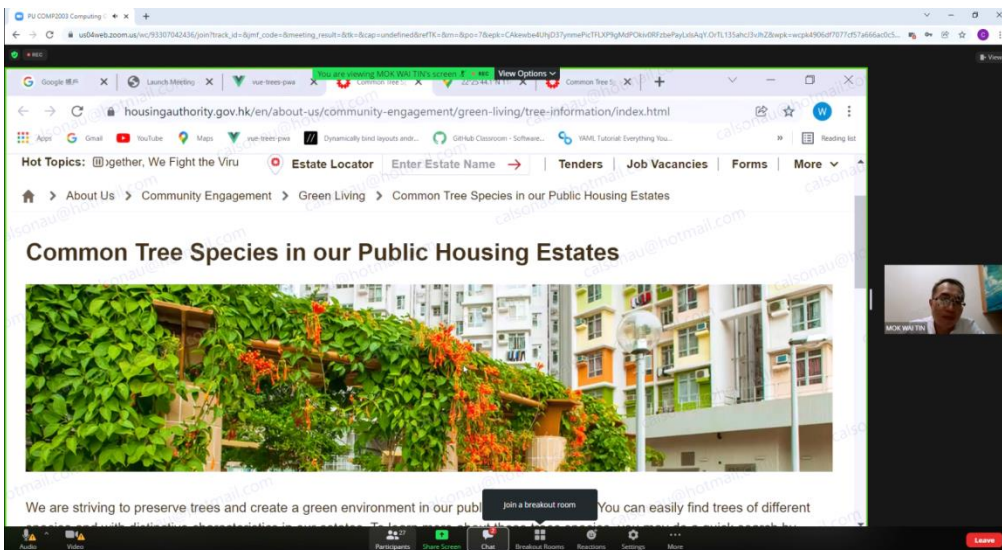 PU COMP2003 Computing
us04web.zoom.us/wc/93307042436/join?track_id=&jmf_code=&meeting_result=&tk=&cap=undefined&refTK=&rm=&
REC
View
You are viewing MOK WAI TIN's screen
REC
View Options
Google 帳戶
Launch Meeting
vue-trees-pwa
Common Tree
Common Tree S
housingauthority.gov.hk/en/about-us/community-engagement/green-living/tree-information/index.html
W
Apps
Gmail
YouTube
Maps
vue-trees-pwa
Dynamically bind layouts and...
GitHub Classroom - Software...
YAML Tutorial: Everything You...
»
Reading list
Hot Topics:
gether, We Fight the Viru
Estate Locator
Enter Estate Name →
Tenders | Job Vacancies | Forms | More
> About Us > Community Engagement > Green Living > Common Tree Species in our Public Housing Estates
Common Tree Species in our Public Housing Estates
MOK WAI TIN
We are striving to preserve trees and create a green environment in our publ
You can easily find trees of different
Join a breakout room
Audio
Video
27
Participants
Share Screen
Chat
Breakout Rooms
Reactions
Settings
More
Leave
calsonau@hotmail.com